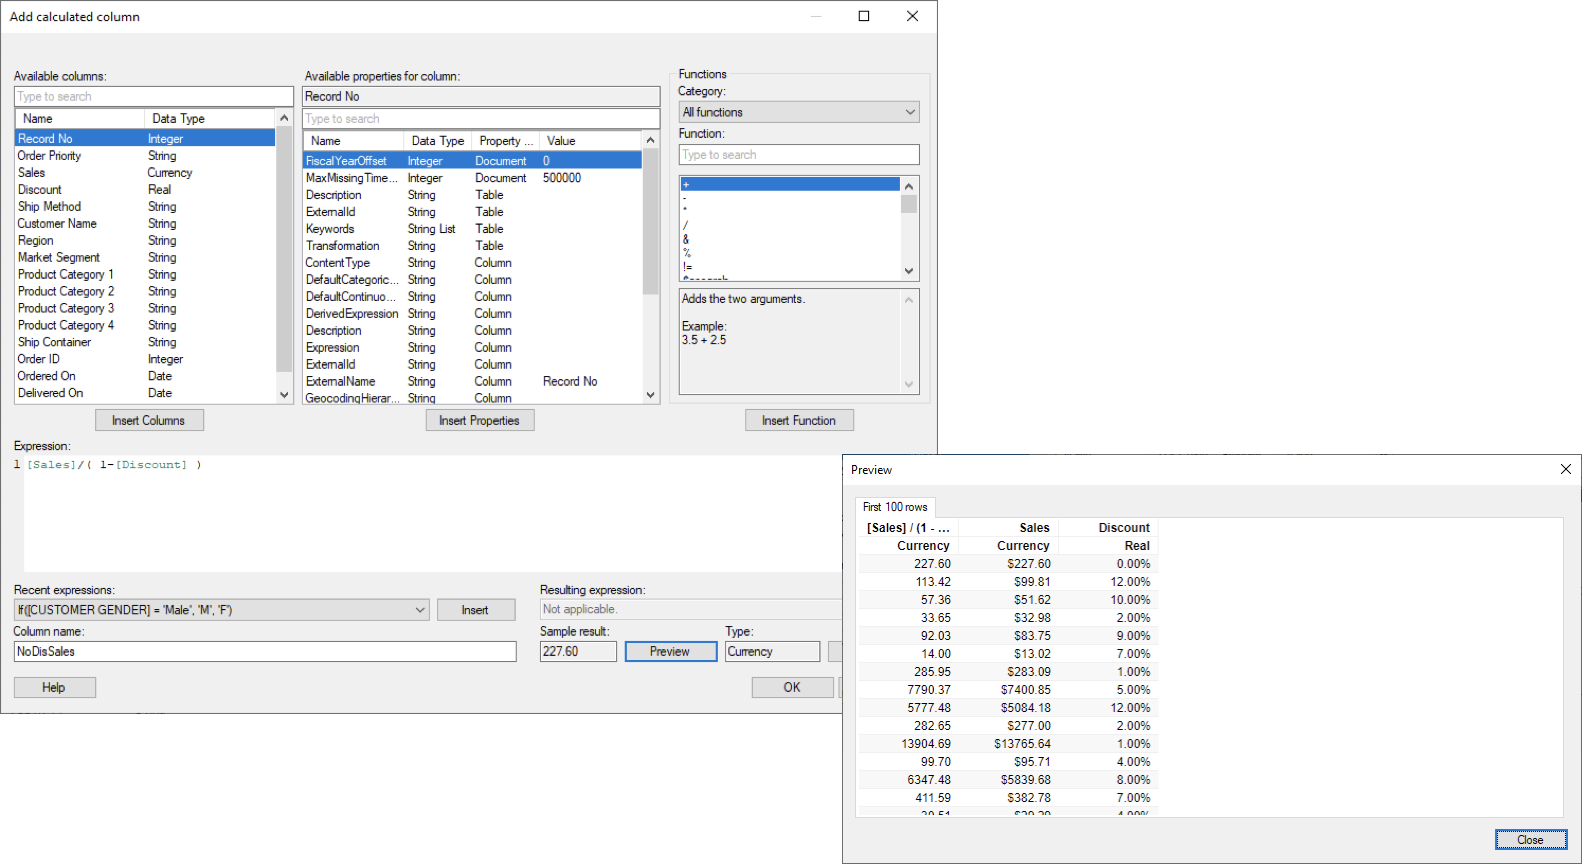 Add calculated column
Available columns:
Type to search
Name Data Type
Record No Integer
Order Priority String
Sales Currency
Discount Real
Ship Method String
Customer Name String
Region String
Market Segment String
Product Category 1 String
Product Category 2 String
Product Category 3 String
Product Category 4 String
Ship Container String
Order ID Integer
Ordered On Date
Delivered On Date
Insert Columns
Available properties for column:
Record No
Type to search
Name Data Type Property ... Value
FiscalYearOffset Integer Document 0
MaxMissingTime... Integer Document 500000
Description String Table
ExternalId String Table
Keywords String List Table
Transformation String Table
ContentType String Column
DefaultCategoric... String Column
DefaultContinuo... String Column
DerivedExpression String Column
Description String Column
Expression String Column
ExternalId String Column
ExternalName String Column Record No
GeocodingHierar... String Column
Insert Properties
Functions
Category:
All functions
Function:
Type to search
+
-
*
/
&
%
!=
Adds the two arguments.
Example:
3.5 + 2.5
Insert Function
Expression:
1 [Sales]/( 1-[Discount] )
Recent expressions:
If([CUSTOMER GENDER] = 'Male', 'M', 'F')
Insert
Column name:
NoDisSales
Resulting expression:
Not applicable.
Sample result:
227.60
Preview
Type:
Currency
Help
OK
Preview
First 100 rows
[Sales] / (1 - ... Sales Discount
Currency Currency Real
227.60 $227.60 0.00%
113.42 $99.81 12.00%
57.36 $51.62 10.00%
33.65 $32.98 2.00%
92.03 $83.75 9.00%
14.00 $13.02 7.00%
285.95 $283.09 1.00%
7790.37 $7400.85 5.00%
5777.48 $5084.18 12.00%
282.65 $277.00 2.00%
13904.69 $13765.64 1.00%
99.70 $95.71 4.00%
6347.48 $5839.68 8.00%
411.59 $382.78 7.00%
Close